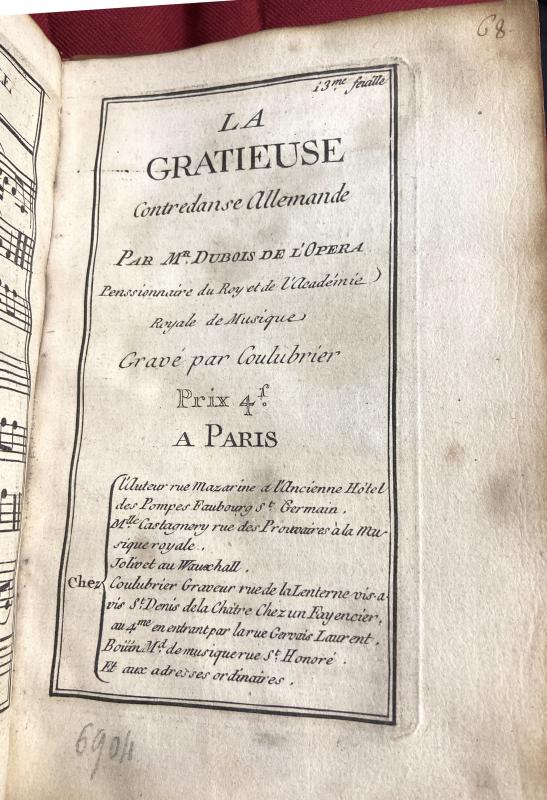 68
13.me feuille
LA
GRATIEUSE
Contredanse Allemande
PAR MR. DUBOIS DE L'OPERA
Penssionnaire du Roy et de l'Académie
Royale de Musique
Gravé par Coulubrier
Prix 4.f
A PARIS
l'Auteur rue Mazarine a l'Ancienne Hôtel
des Pompes Faubourg St. Germain.
Mlle Castagnery rue des Prouvaires à la Mu-
sique royale.
Jolivet au Wauxhall.
Chez Coulubrier Graveur rue de la Lenterne vis-a-
vis St. Denis de la Châtre Chez un Fayencier,
au 4me en entrant par la rue Gervais Laurent.
Boüin Md. de musique rue St. Honoré.
Et aux adresses ordinaires.
6904